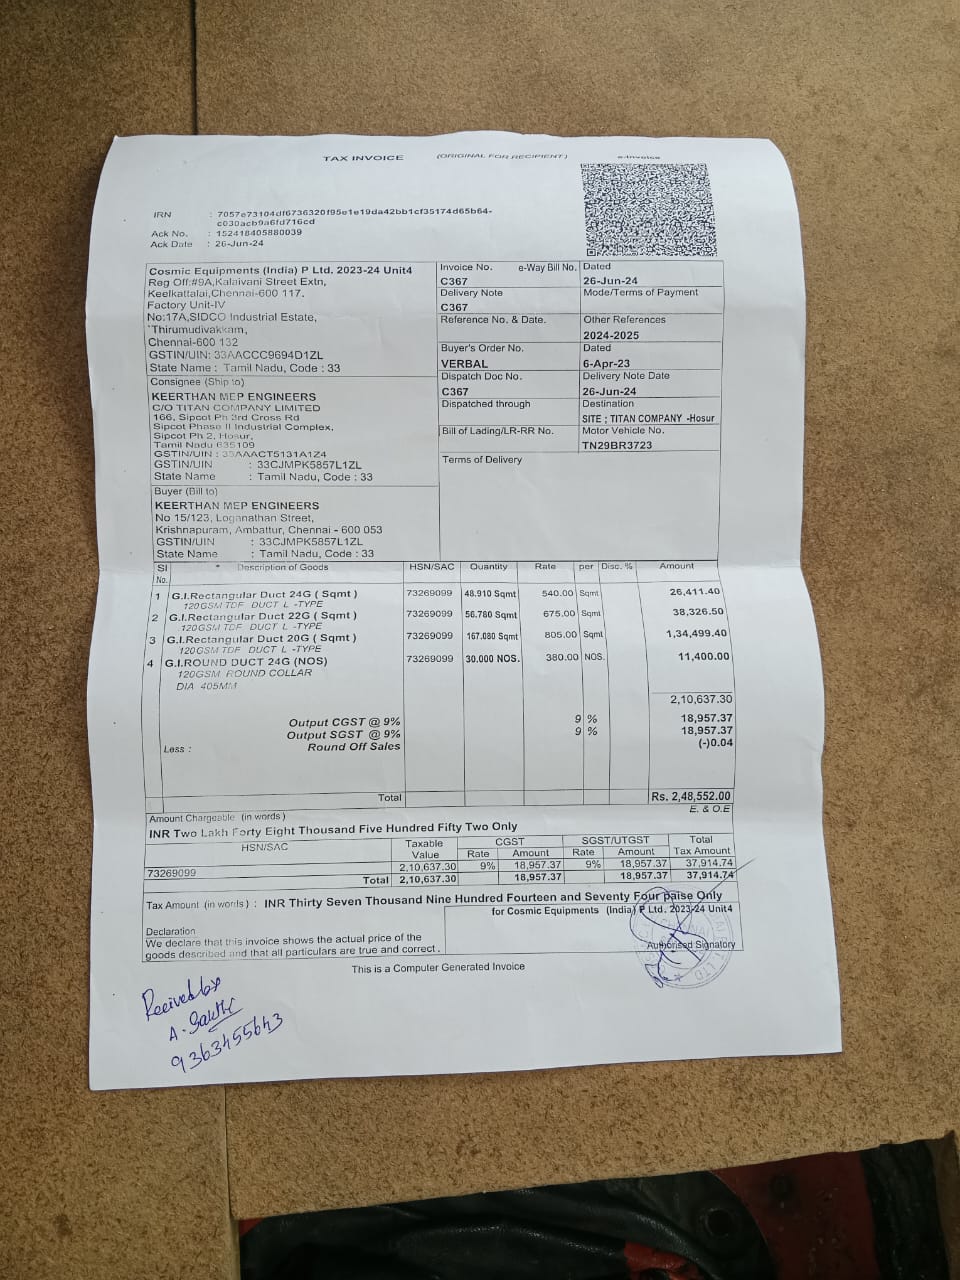 TAX INVOICE (ORIGINAL FOR RECIPIENT) e-Invoice
IRN : 7057e73104df6736320f95e1e19da42bb1cf35174d65b64-
c030acb9a6fd716cd
Ack No. : 152418405880039
Ack Date : 26-Jun-24
Cosmic Equipments (India) P Ltd. 2023-24 Unit4
Reg Off:#9A,Kalaivani Street Extn,
Keelkattalai,Chennai-600 117.
Factory Unit-IV
No:17A,SIDCO Industrial Estate,
Thirumudivakkam,
Chennai-600 132
GSTIN/UIN: 33AACCC9694D1ZL
State Name : Tamil Nadu, Code : 33
Invoice No. e-Way Bill No. Dated
C367 26-Jun-24
Delivery Note Mode/Terms of Payment
C367
Reference No. & Date. Other References
2024-2025
Buyer's Order No. Dated
VERBAL 6-Apr-23
Dispatch Doc No. Delivery Note Date
C367 26-Jun-24
Dispatched through Destination
SITE ; TITAN COMPANY -Hosur
Bill of Lading/LR-RR No. Motor Vehicle No.
TN29BR3723
Terms of Delivery
Consignee (Ship to)
KEERTHAN MEP ENGINEERS
C/O TITAN COMPANY LIMITED
166, Sipcot Ph 3rd Cross Rd
Sipcot Phase II Industrial Complex,
Sipcot Ph 2, Hosur,
Tamil Nadu 635109
GSTIN/UIN : 33AAACT5131A1Z4
GSTIN/UIN : 33CJMPK5857L1ZL
State Name : Tamil Nadu, Code : 33
Buyer (Bill to)
KEERTHAN MEP ENGINEERS
No 15/123, Loganathan Street,
Krishnapuram, Ambattur, Chennai - 600 053
GSTIN/UIN : 33CJMPK5857L1ZL
State Name : Tamil Nadu, Code : 33
Sl No. Description of Goods HSN/SAC Quantity Rate per Disc. % Amount
1 G.I.Rectangular Duct 24G ( Sqmt ) 73269099 48.910 Sqmt 540.00 Sqmt 26,411.40
120GSM TDF DUCT L -TYPE
2 G.I.Rectangular Duct 22G ( Sqmt ) 73269099 56.780 Sqmt 675.00 Sqmt 38,326.50
120GSM TDF DUCT L -TYPE
3 G.I.Rectangular Duct 20G ( Sqmt ) 73269099 167.080 Sqmt 805.00 Sqmt 1,34,499.40
120GSM TDF DUCT L -TYPE
4 G.I.ROUND DUCT 24G (NOS) 73269099 30.000 NOS. 380.00 NOS. 11,400.00
120GSM ROUND COLLAR
DIA 405MM
2,10,637.30
Output CGST @ 9% 9 % 18,957.37
Output SGST @ 9% 9 % 18,957.37
Less : Round Off Sales (-)0.04
Total Rs. 2,48,552.00
Amount Chargeable (in words) E. & O.E
INR Two Lakh Forty Eight Thousand Five Hundred Fifty Two Only
HSN/SAC Taxable Value CGST SGST/UTGST Total Tax Amount
Rate Amount Rate Amount
73269099 2,10,637.30 9% 18,957.37 9% 18,957.37 37,914.74
Total 2,10,637.30 18,957.37 18,957.37 37,914.74
Tax Amount (in words) : INR Thirty Seven Thousand Nine Hundred Fourteen and Seventy Four paise Only
for Cosmic Equipments (India) P Ltd. 2023-24 Unit4
Declaration
We declare that this invoice shows the actual price of the
goods described and that all particulars are true and correct.
Authorised Signatory
This is a Computer Generated Invoice
A. Sakthi
9363455643